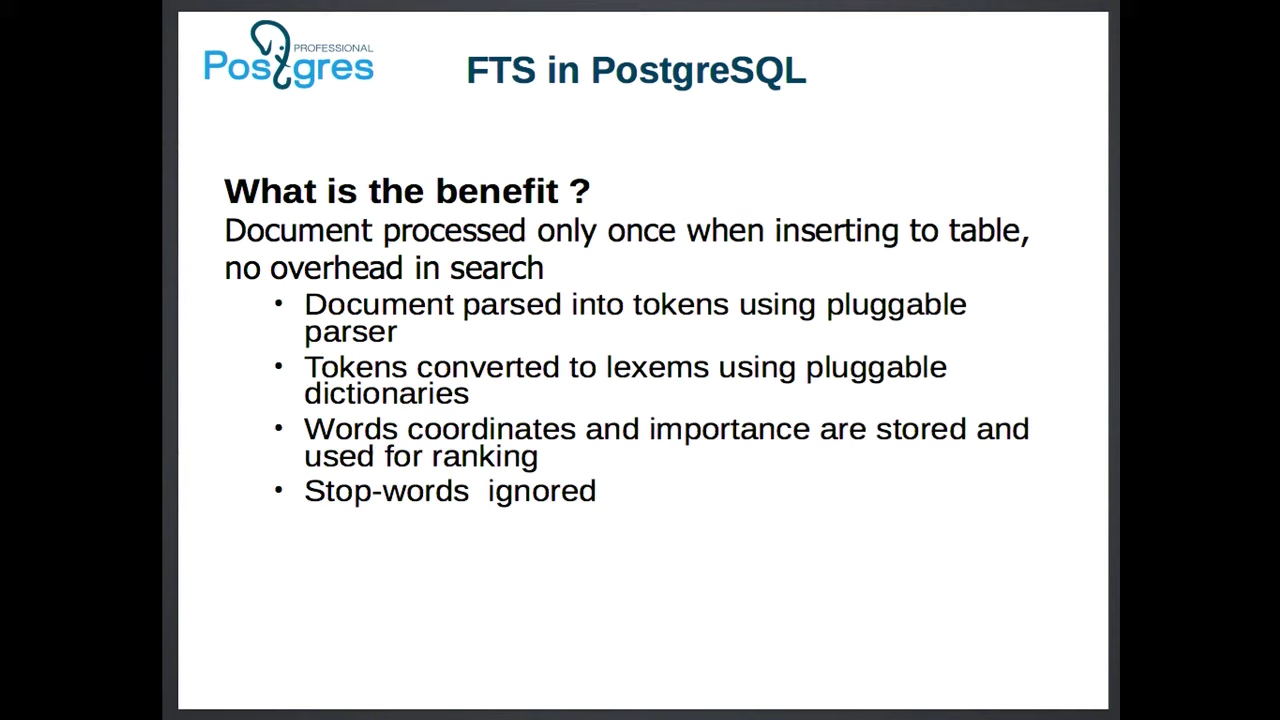 PROFESSIONAL
Postgres
FTS in PostgreSQL
What is the benefit ?
Document processed only once when inserting to table,
no overhead in search
• Document parsed into tokens using pluggable
parser
• Tokens converted to lexems using pluggable
dictionaries
• Words coordinates and importance are stored and
used for ranking
• Stop-words  ignored